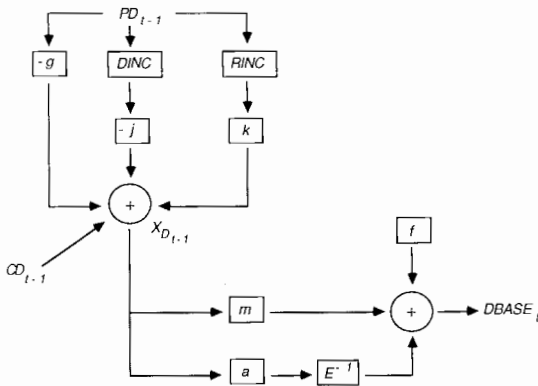 PD t-1
-g DINC RINC
- j k
+
X D t-1
f
CD t-1
m + DBASE t
a E⁻¹